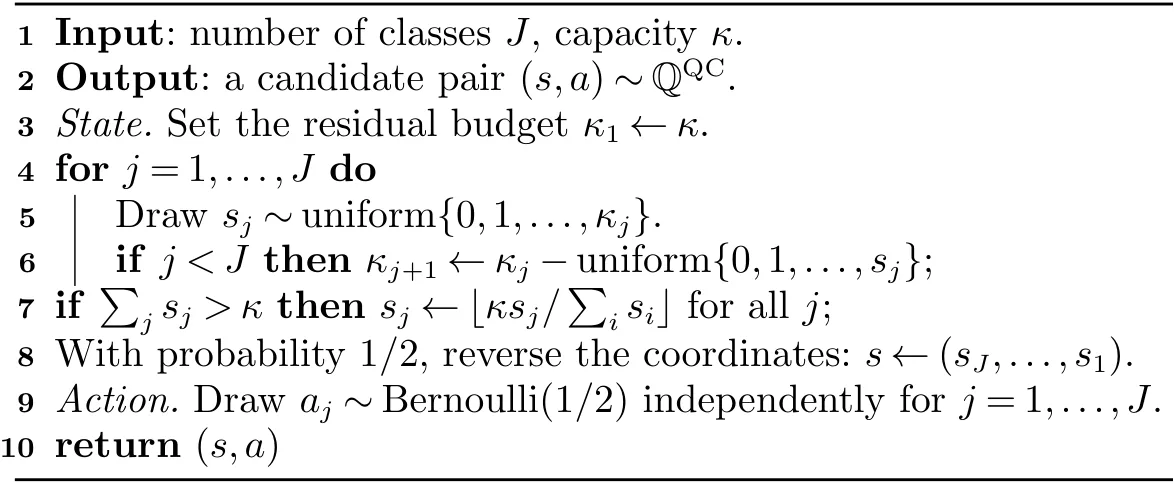 1 Input: number of classes J, capacity κ.
2 Output: a candidate pair (s, a) ∼ ℚ^QC.
3 State. Set the residual budget κ₁ ← κ.
4 for j = 1, . . . , J do
5 Draw s_j ∼ uniform{0, 1, . . . , κ_j}.
6 if j < J then κ_{j+1} ← κ_j − uniform{0, 1, . . . , s_j};
7 if ∑_j s_j > κ then s_j ← ⌊κs_j/ ∑_i s_i⌋ for all j;
8 With probability 1/2, reverse the coordinates: s ← (s_J, . . . , s₁).
9 Action. Draw a_j ∼ Bernoulli(1/2) independently for j = 1, . . . , J.
10 return (s, a)